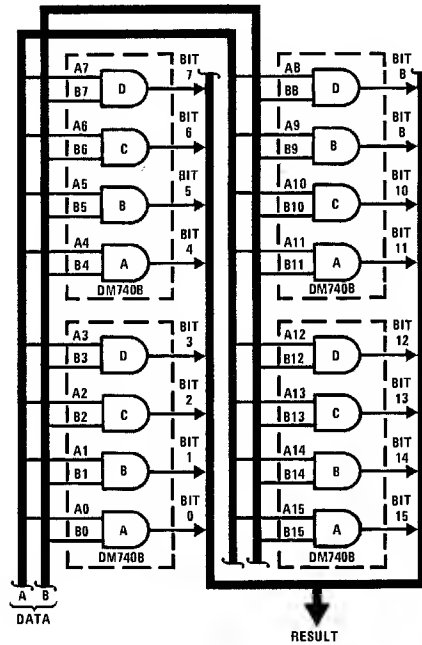 A7
B7
D
BIT
7
A6
B6
C
BIT
6
A5
B5
B
BIT
5
A4
B4
A
BIT
4
DM740B
A3
B3
D
BIT
3
A2
B2
C
BIT
2
A1
B1
B
BIT
1
A0
B0
A
BIT
0
DM740B
A8
B8
D
BIT
8
A9
B9
B
BIT
8
A10
B10
C
BIT
10
A11
B11
A
BIT
11
DM740B
A12
B12
D
BIT
12
A13
B13
C
BIT
13
A14
B14
B
BIT
14
A15
B15
A
BIT
15
DM740B
A B
DATA
RESULT